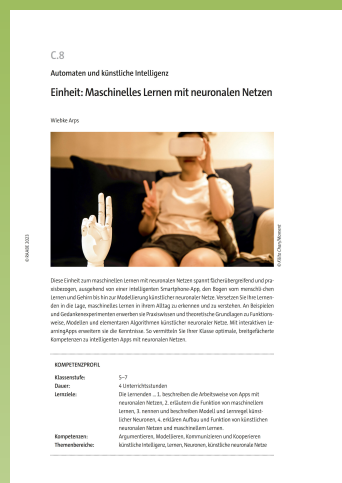 C.8
Automaten und künstliche Intelligenz
Einheit: Maschinelles Lernen mit neuronalen Netzen
Wiebke Arps
© RAABE 2023
Diese Einheit zum maschinellen Lernen mit neuronalen Netzen spannt fächerübergreifend und pra-
xisbezogen, ausgehend von einer intelligenten Smartphone-App, den Bogen vom menschli chen
Lernen und Gehirn bis hin zur Modellierung künstlicher neuronaler Netze. Versetzen Sie Ihre Lernen-
den in die Lage, maschinelles Lernen in ihrem Alltag zu erkennen und zu verstehen. An Beispielen
und Gedankenexperimenten erwerben sie Praxiswissen und theoretische Grundlagen zu Funktions-
weise, Modellen und elementaren Algorithmen künstlicher neuronaler Netze. Mit interaktiven Le-
arningApps erweitern sie die Kenntnisse. So vermitteln Sie Ihrer Klasse optimale, breitgefächerte
Kompetenzen zu intelligenten Apps mit neuronalen Netzen.
KOMPETENZPROFIL
Klassenstufe: 5–7
Dauer: 4 Unterrichtsstunden
Lernziele: Die Lernenden ... 1. beschreiben die Arbeitsweise von Apps mit
neuronalen Netzen, 2. erläutern die Funktion von maschinellem
Lernen, 3. nennen und beschreiben Modell und Lernregel künst-
licher Neuronen, 4. erklären Aufbau und Funktion von künstlichen
neuronalen Netzen und maschinellem Lernen.
Kompetenzen: Argumentieren, Modellieren, Kommunizieren und Kooperieren
Themenbereiche: künstliche Intelligenz, Lernen, Neuronen, künstliche neuronale Netze